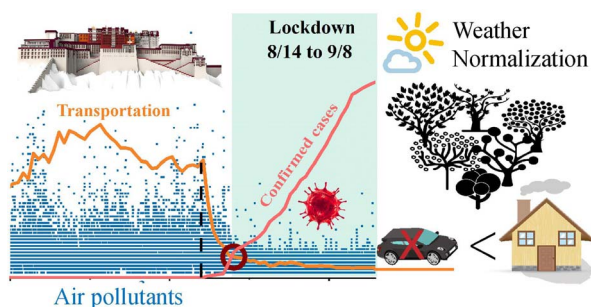 Lockdown
8/14 to 9/8
Weather
Normalization
Transportation
Confirmed cases
<
Air pollutants